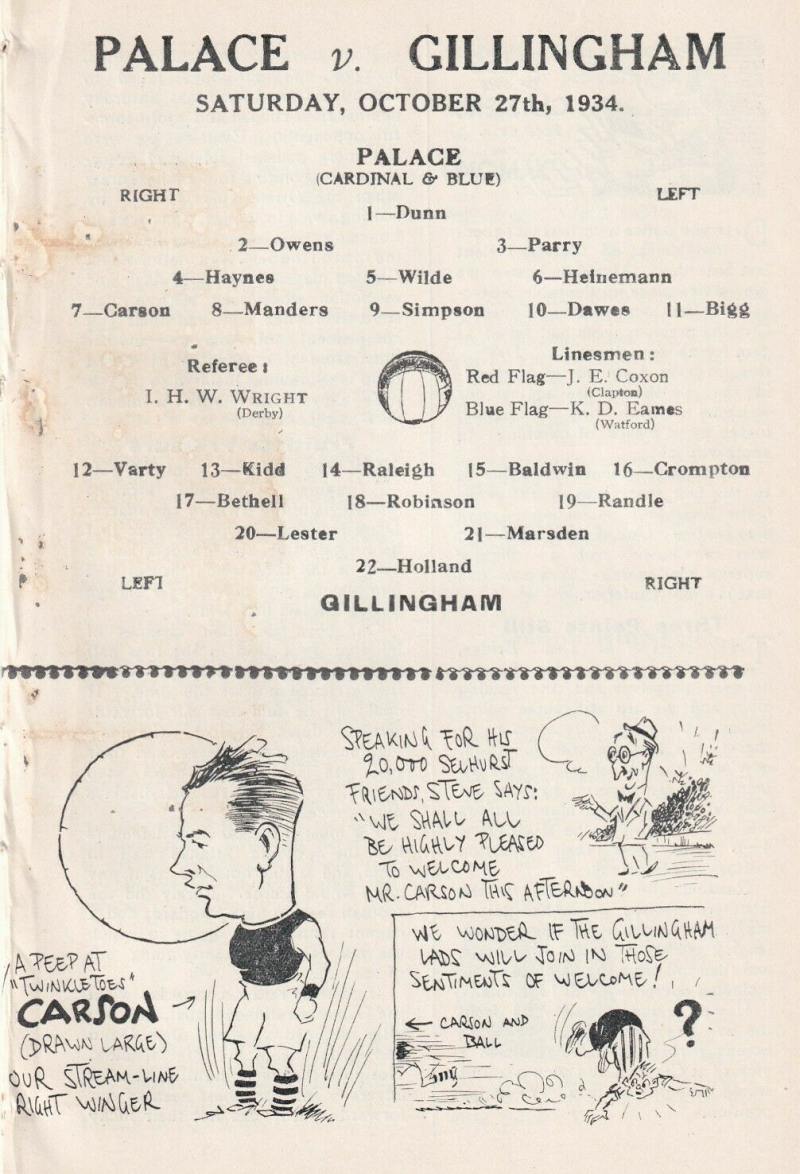 PALACE v. GILLINGHAM
SATURDAY, OCTOBER 27th, 1934.
PALACE
(CARDINAL & BLUE)
RIGHT LEFT
1—Dunn
2—Owens 3—Parry
4—Haynes 5—Wilde 6—Heinemann
7—Carson 8—Manders 9—Simpson 10—Dawes 11—Bigg
Referee:
I. H. W. WRIGHT
(Derby)
Linesmen:
Red Flag—J. E. Coxon
(Clapton)
Blue Flag—K. D. Eames
(Watford)
12—Varty 13—Kidd 14—Raleigh 15—Baldwin 16—Crompton
17—Bethell 18—Robinson 19—Randle
20—Lester 21—Marsden
22—Holland
LEFT RIGHT
GILLINGHAM
SPEAKING FOR HIS
20,000 SELHURST
FRIENDS, STEVE SAYS:
"WE SHALL ALL
BE HIGHLY PLEASED
TO WELCOME
MR. CARSON THIS AFTERNOON"
A PEEP AT
"TWINKLETOES"
CARSON
(DRAWN LARGE)
OUR STREAM-LINE
RIGHT WINGER
WE WONDER IF THE GILLINGHAM
LADS WILL JOIN IN THOSE
SENTIMENTS OF WELCOME!
← CARSON AND
BALL
?